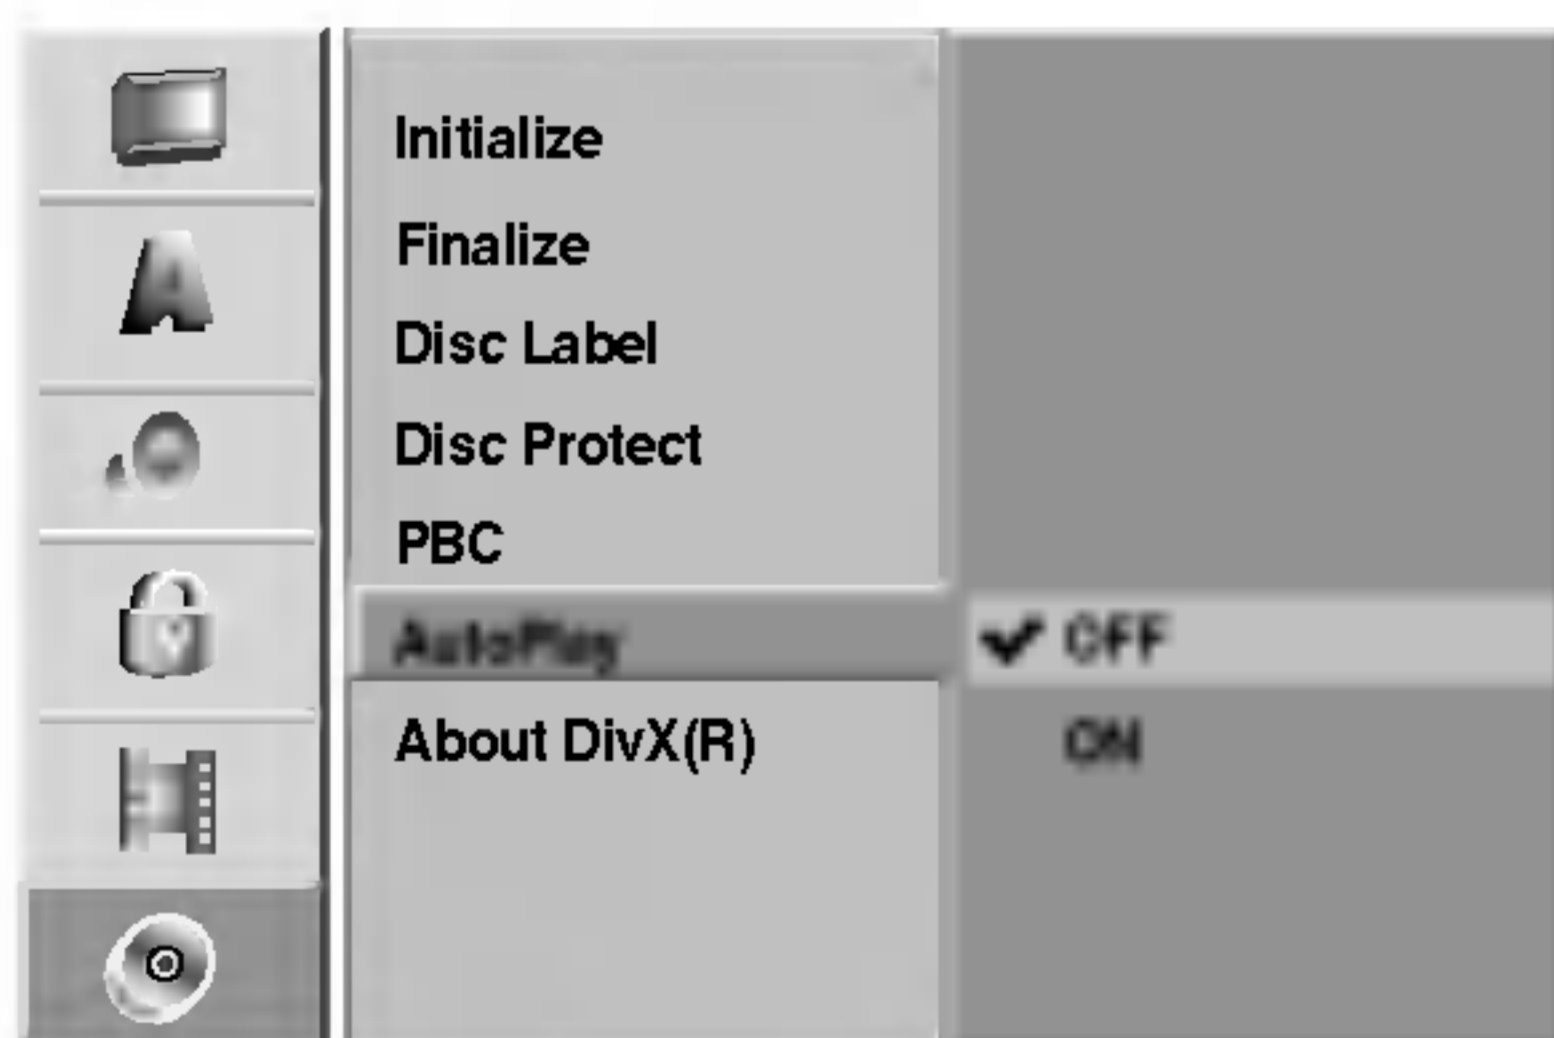 Initialize
Finalize
Disc Label
Disc Protect
PBC
AutoPlay
OFF
ON
About DivX(R)